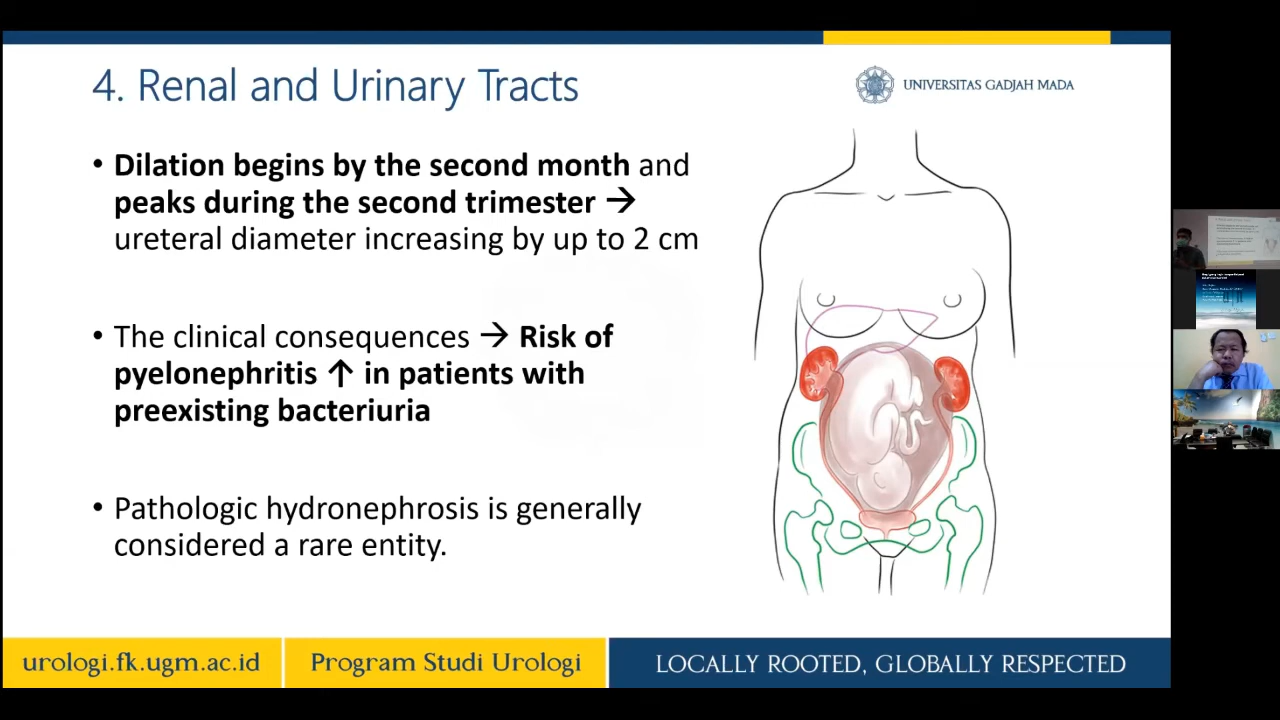 4. Renal and Urinary Tracts
UNIVERSITAS GADJAH MADA
• Dilation begins by the second month and
peaks during the second trimester →
ureteral diameter increasing by up to 2 cm
• The clinical consequences → Risk of
pyelonephritis ↑ in patients with
preexisting bacteriuria
• Pathologic hydronephrosis is generally
considered a rare entity.
urologi.fk.ugm.ac.id
Program Studi Urologi
LOCALLY ROOTED, GLOBALLY RESPECTED